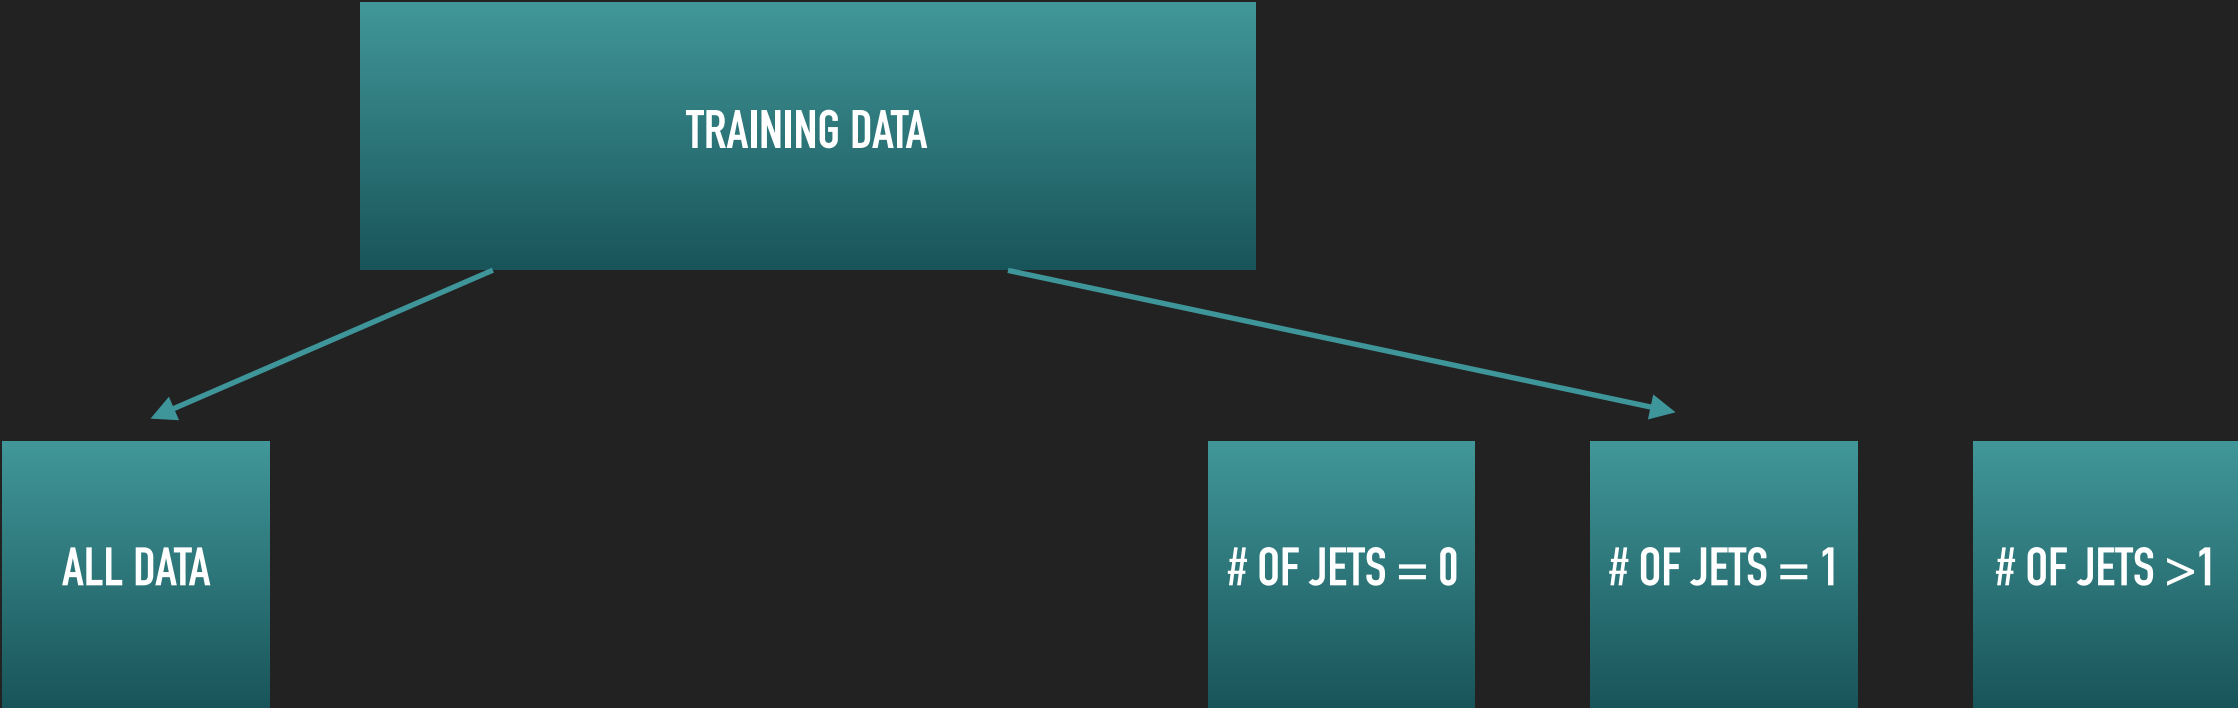 TRAINING DATA
ALL DATA
# OF JETS = 0
# OF JETS = 1
# OF JETS >1